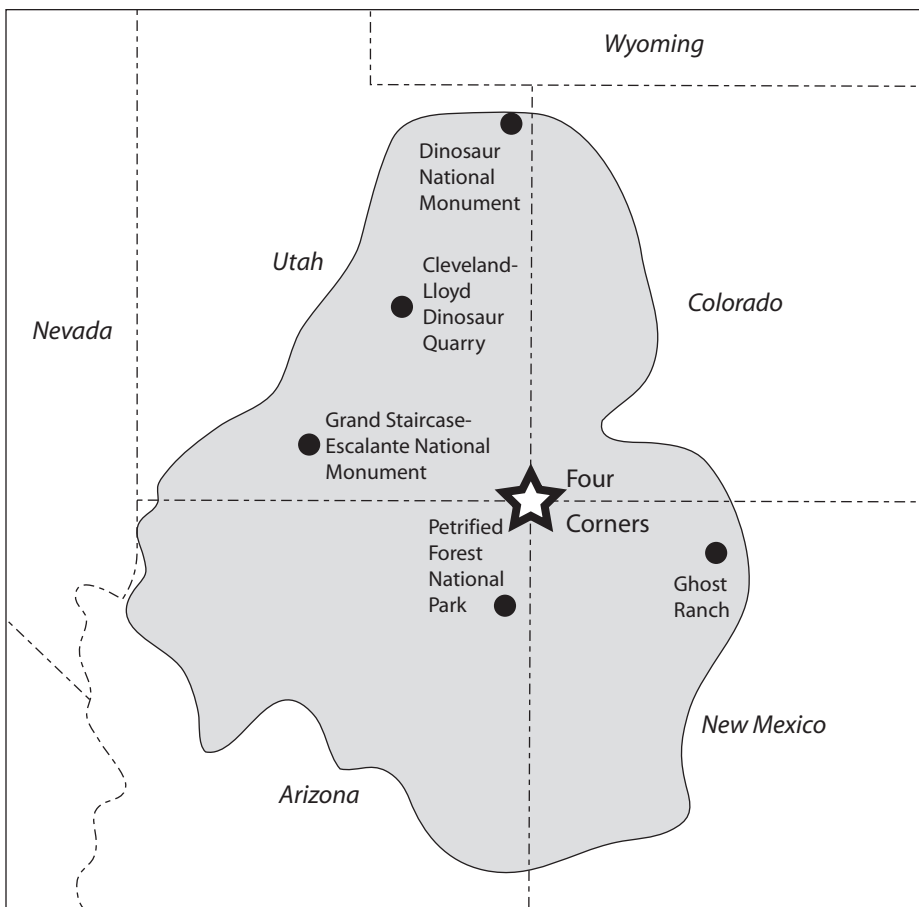 Wyoming
Dinosaur
National
Monument
Utah
Cleveland-
Lloyd
Dinosaur
Quarry
Colorado
Nevada
Grand Staircase-
Escalante National
Monument
Four
Corners
Petrified
Forest
National
Park
Ghost
Ranch
New Mexico
Arizona